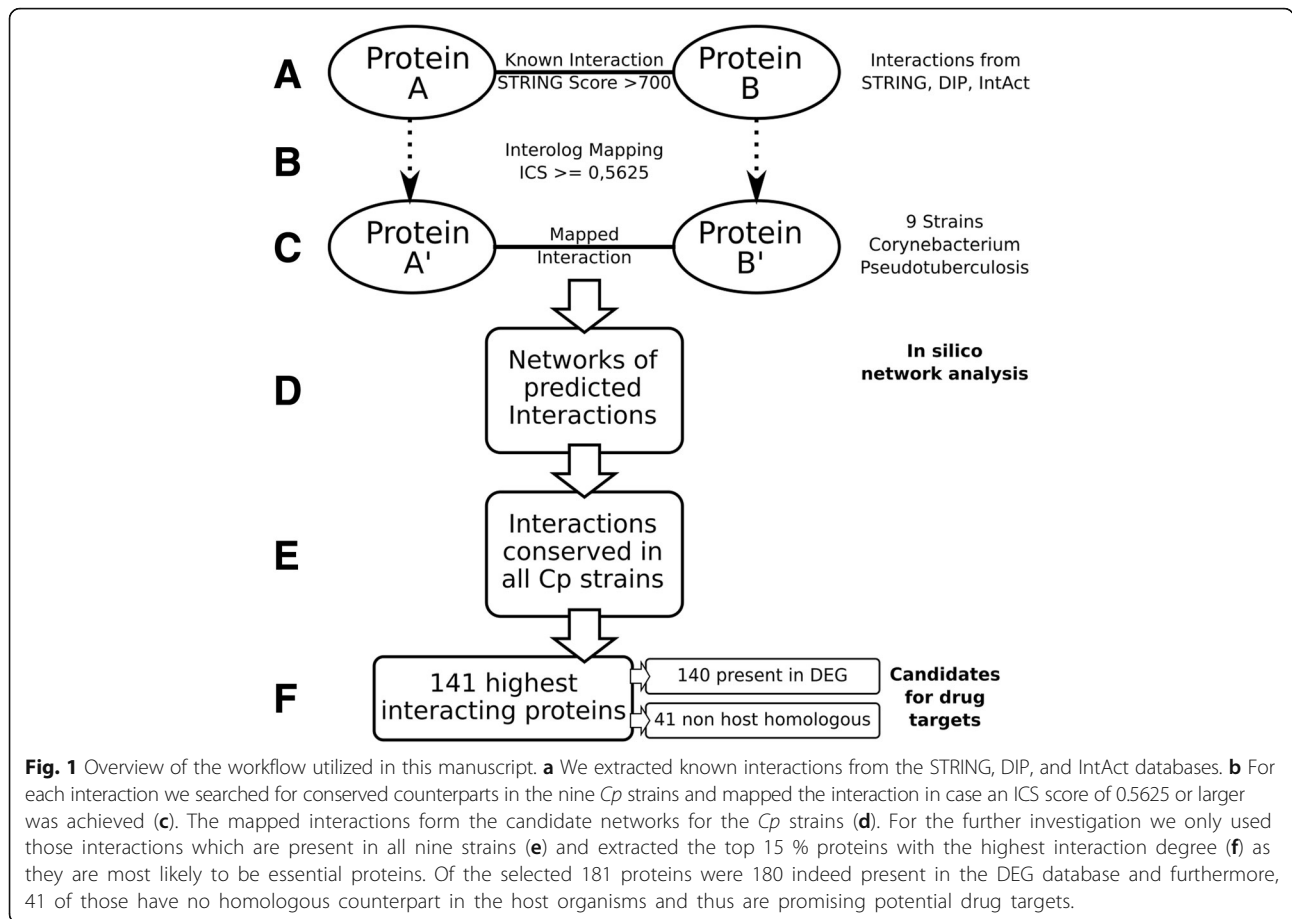 A
Protein
A
Known Interaction
STRING Score >700
Protein
B
Interactions from
STRING, DIP, IntAct
B
Interolog Mapping
ICS >= 0,5625
C
Protein
A'
Mapped
Interaction
Protein
B'
9 Strains
Corynebacterium
Pseudotuberculosis
D
Networks of
predicted
Interactions
In silico
network analysis
E
Interactions
conserved in
all Cp strains
F
141 highest
interacting proteins
140 present in DEG
41 non host homologous
Candidates
for drug
targets
Fig. 1 Overview of the workflow utilized in this manuscript. a We extracted known interactions from the STRING, DIP, and IntAct databases. b For
each interaction we searched for conserved counterparts in the nine Cp strains and mapped the interaction in case an ICS score of 0.5625 or larger
was achieved (c). The mapped interactions form the candidate networks for the Cp strains (d). For the further investigation we only used
those interactions which are present in all nine strains (e) and extracted the top 15 % proteins with the highest interaction degree (f) as
they are most likely to be essential proteins. Of the selected 181 proteins were 180 indeed present in the DEG database and furthermore,
41 of those have no homologous counterpart in the host organisms and thus are promising potential drug targets.